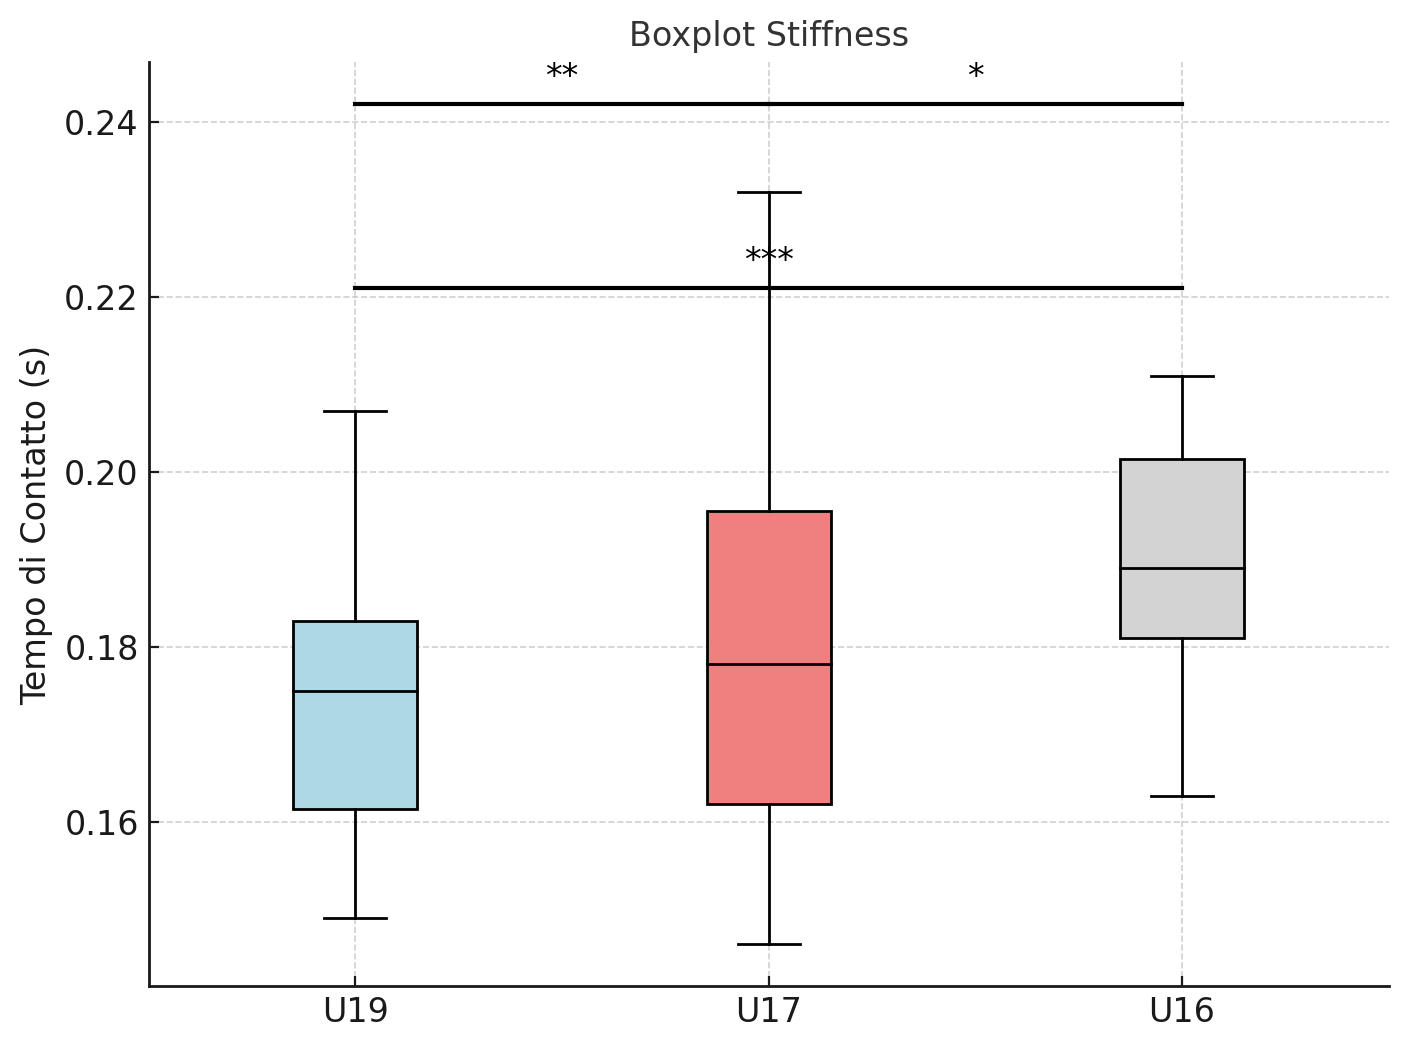 Boxplot Stiffness
** *
0.24
***
0.22
0.20
0.18
0.16
Tempo di Contatto (s)
U19 U17 U16